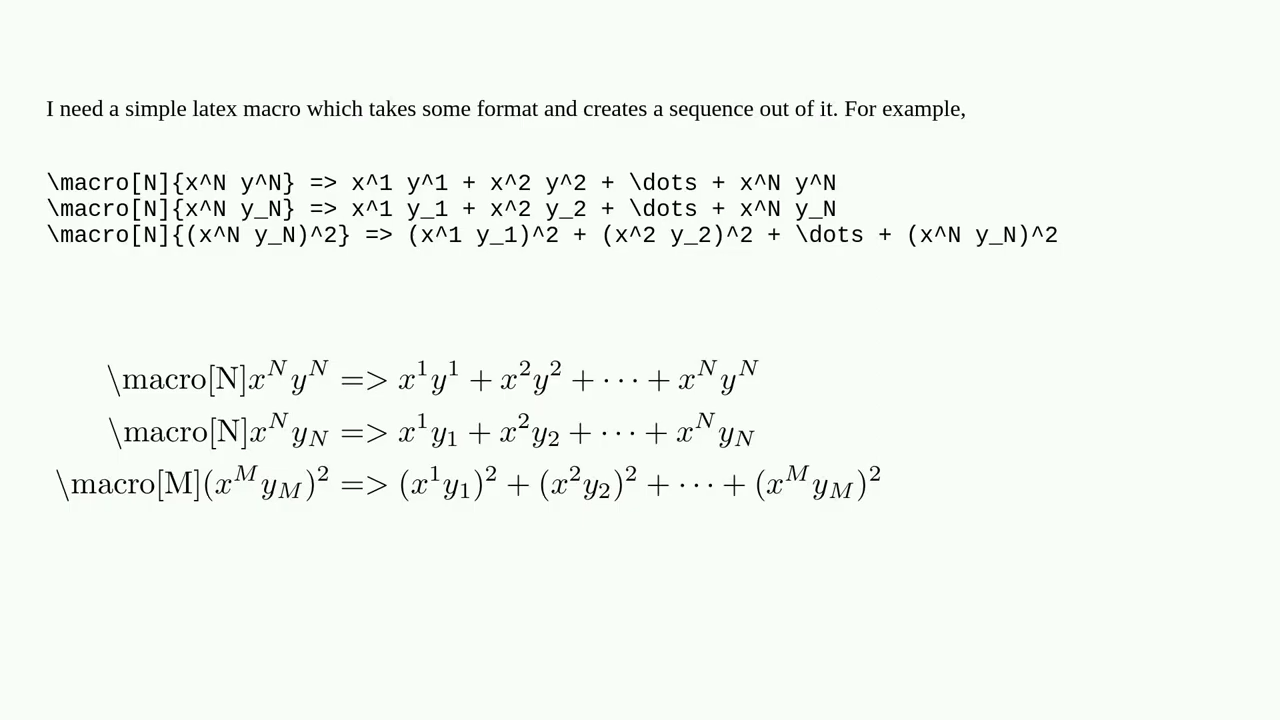 I need a simple latex macro which takes some format and creates a sequence out of it. For example,
\macro[N]{x^N y^N} => x^1 y^1 + x^2 y^2 + \dots + x^N y^N
\macro[N]{x^N y_N} => x^1 y_1 + x^2 y_2 + \dots + x^N y_N
\macro[N]{(x^N y_N)^2} => (x^1 y_1)^2 + (x^2 y_2)^2 + \dots + (x^N y_N)^2
\macro[N]x^N y^N => x^1 y^1 + x^2 y^2 + ··· + x^N y^N
\macro[N]x^N y_N => x^1 y_1 + x^2 y_2 + ··· + x^N y_N
\macro[M](x^M y_M)^2 => (x^1 y_1)^2 + (x^2 y_2)^2 + ··· + (x^M y_M)^2